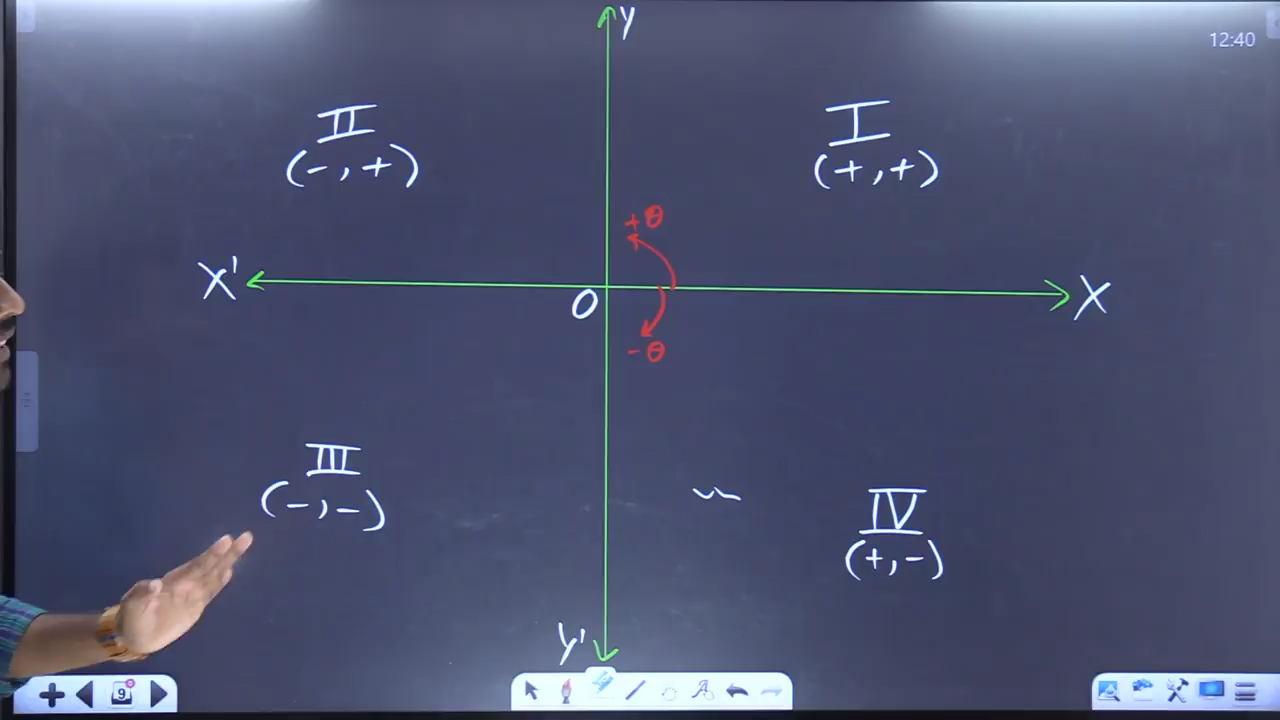 Y
12:40
II
(-,+)
I
(+,+)
+θ
X'
O
X
-θ
III
(-,-)
IV
(+,-)
Y'
9